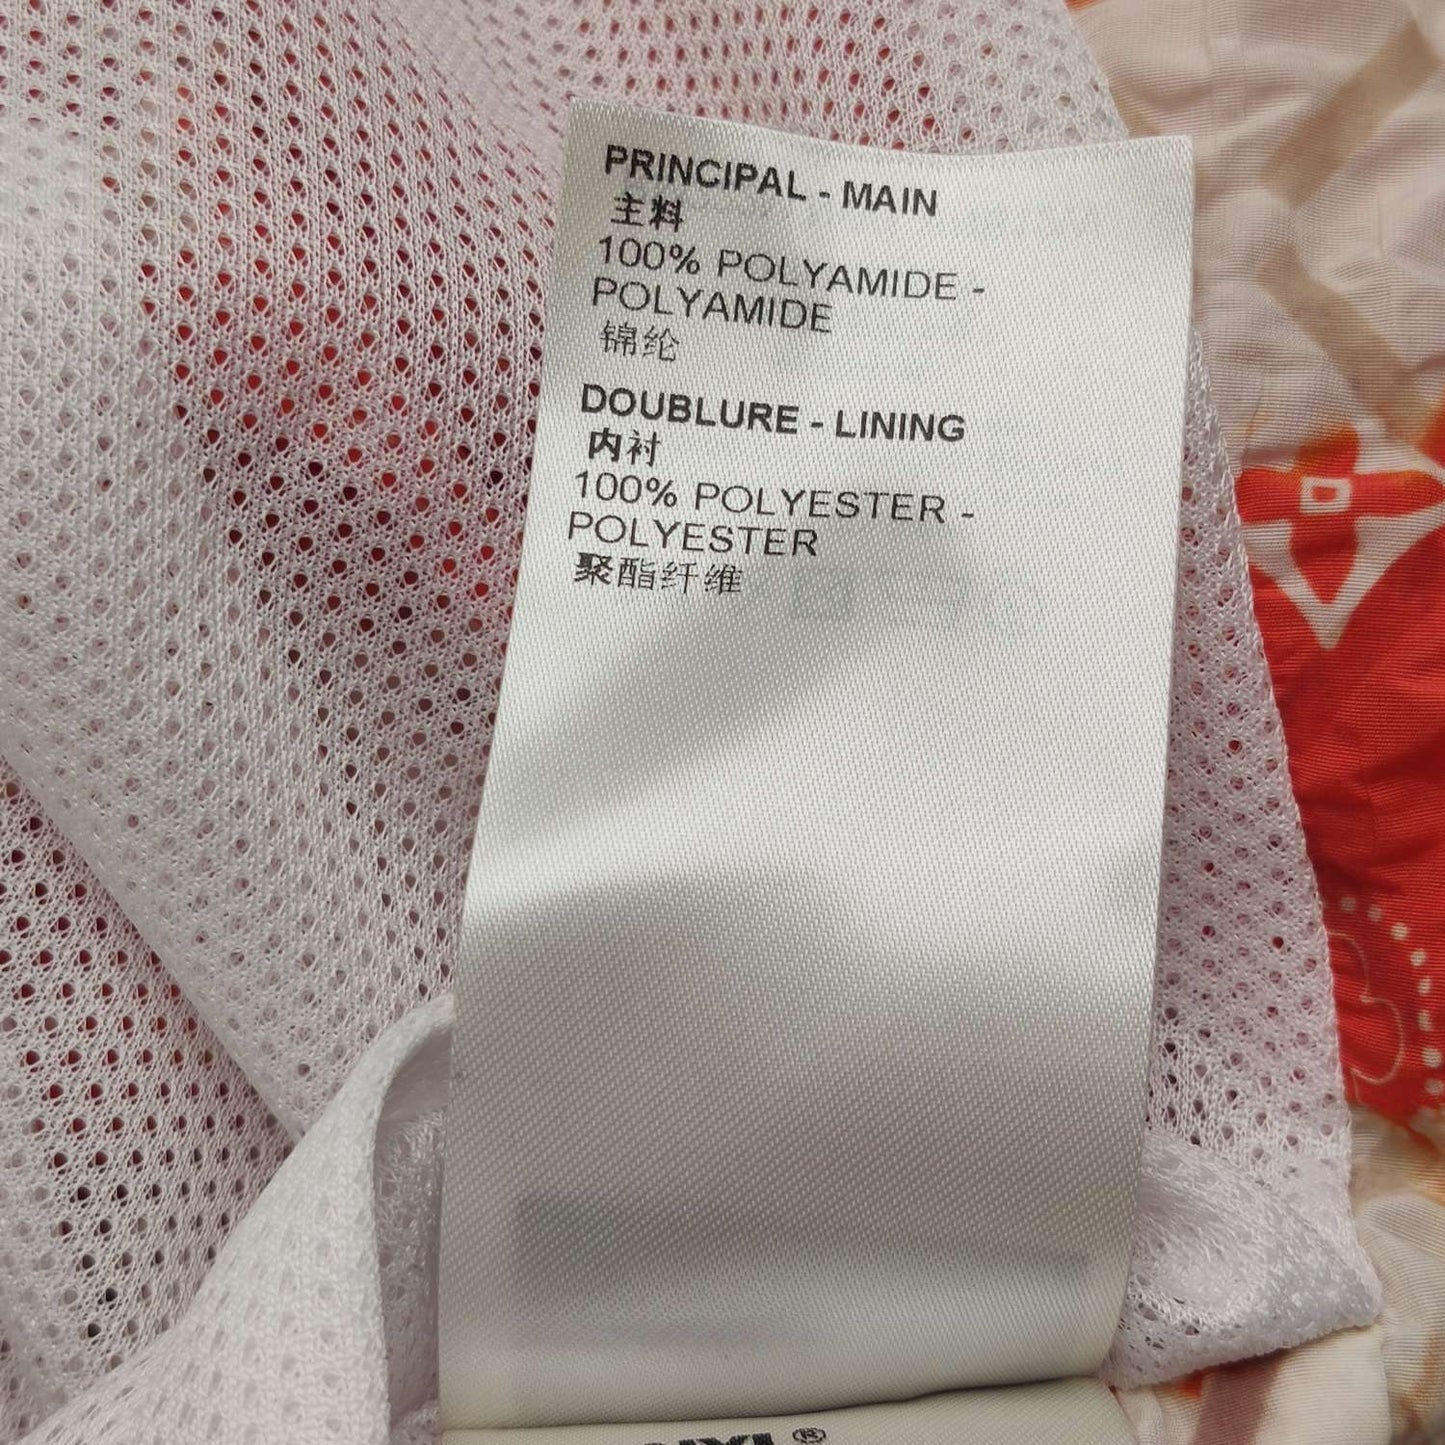 PRINCIPAL - MAIN
主料
100% POLYAMIDE -
POLYAMIDE
锦纶
DOUBLURE - LINING
内衬
100% POLYESTER -
POLYESTER
聚酯纤维